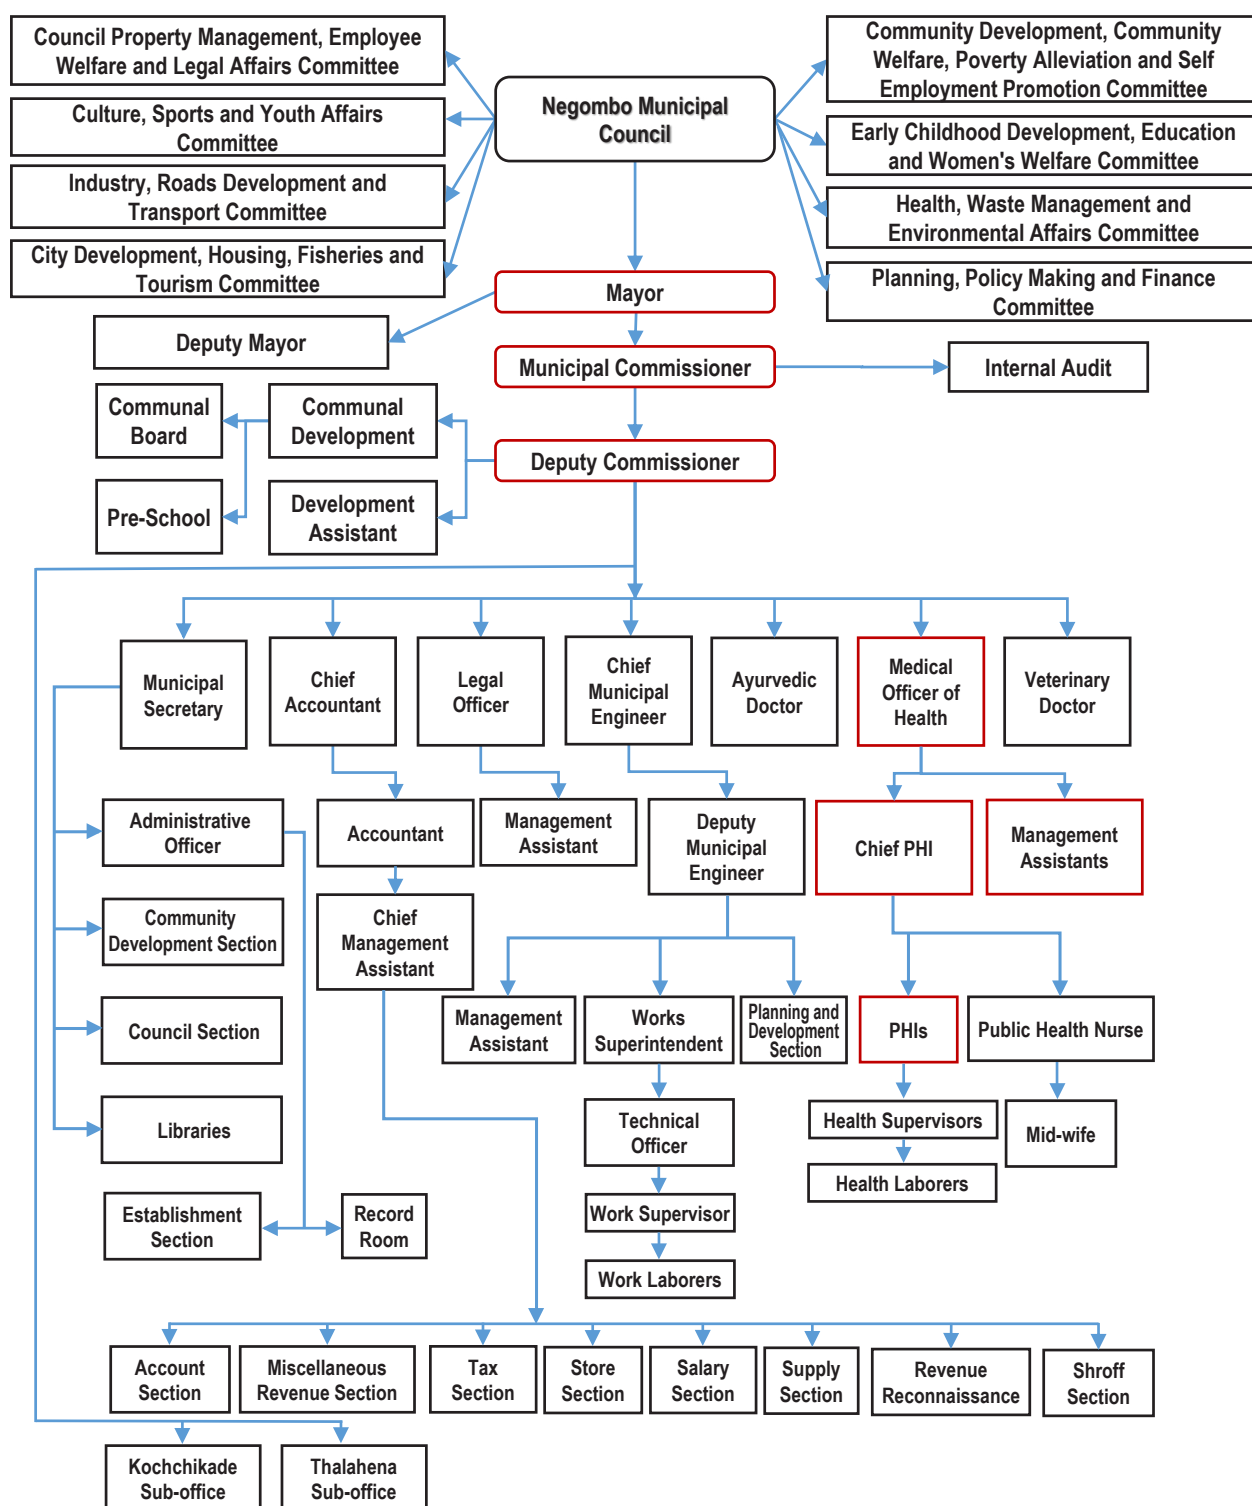 Council Property Management, Employee
Welfare and Legal Affairs Committee
Culture, Sports and Youth Affairs
Committee
Industry, Roads Development and
Transport Committee
City Development, Housing, Fisheries and
Tourism Committee
Negombo Municipal
Council
Community Development, Community
Welfare, Poverty Alleviation and Self
Employment Promotion Committee
Early Childhood Development, Education
and Women's Welfare Committee
Health, Waste Management and
Environmental Affairs Committee
Planning, Policy Making and Finance
Committee
Mayor
Deputy Mayor
Municipal Commissioner
Internal Audit
Communal
Board
Communal
Development
Deputy Commissioner
Pre-School
Development
Assistant
Municipal
Secretary
Chief
Accountant
Legal
Officer
Chief
Municipal
Engineer
Ayurvedic
Doctor
Medical
Officer of
Health
Veterinary
Doctor
Administrative
Officer
Accountant
Management
Assistant
Deputy
Municipal
Engineer
Chief PHI
Management
Assistants
Community
Development Section
Chief
Management
Assistant
Council Section
Management
Assistant
Works
Superintendent
Planning and
Development
Section
PHIs
Public Health Nurse
Libraries
Technical
Officer
Health Supervisors
Mid-wife
Health Laborers
Establishment
Section
Record
Room
Work Supervisor
Work Laborers
Account
Section
Miscellaneous
Revenue Section
Tax
Section
Store
Section
Salary
Section
Supply
Section
Revenue
Reconnaissance
Shroff
Section
Kochchikade
Sub-office
Thalahena
Sub-office